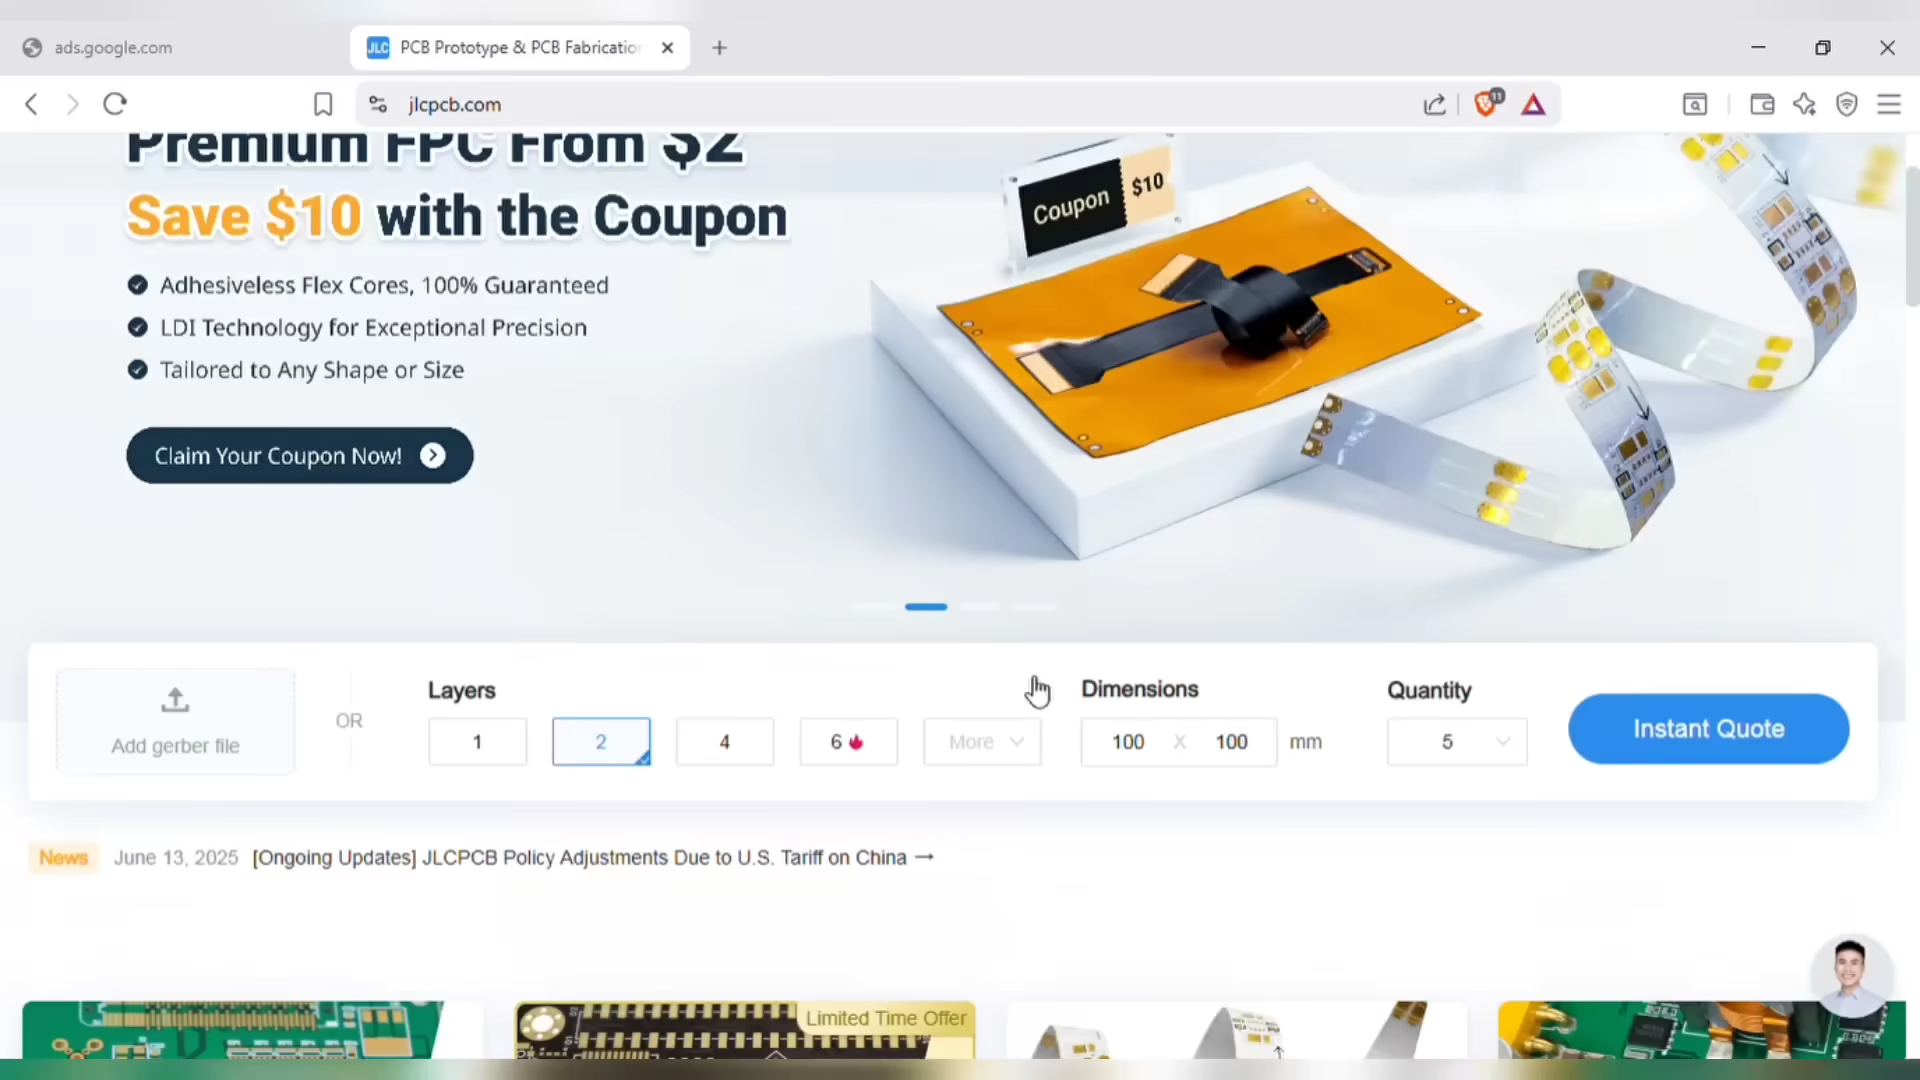 ads.google.com
JLC PCB Prototype & PCB Fabrication
jlcpcb.com
11
Premium FPC From $2
Save $10 with the Coupon
Adhesiveless Flex Cores, 100% Guaranteed
LDI Technology for Exceptional Precision
Tailored to Any Shape or Size
Claim Your Coupon Now!
Coupon $10
Add gerber file
OR
Layers
1
2
4
6
More
Dimensions
100 X 100 mm
Quantity
5
Instant Quote
News June 13, 2025 [Ongoing Updates] JLCPCB Policy Adjustments Due to U.S. Tariff on China →
Limited Time Offer